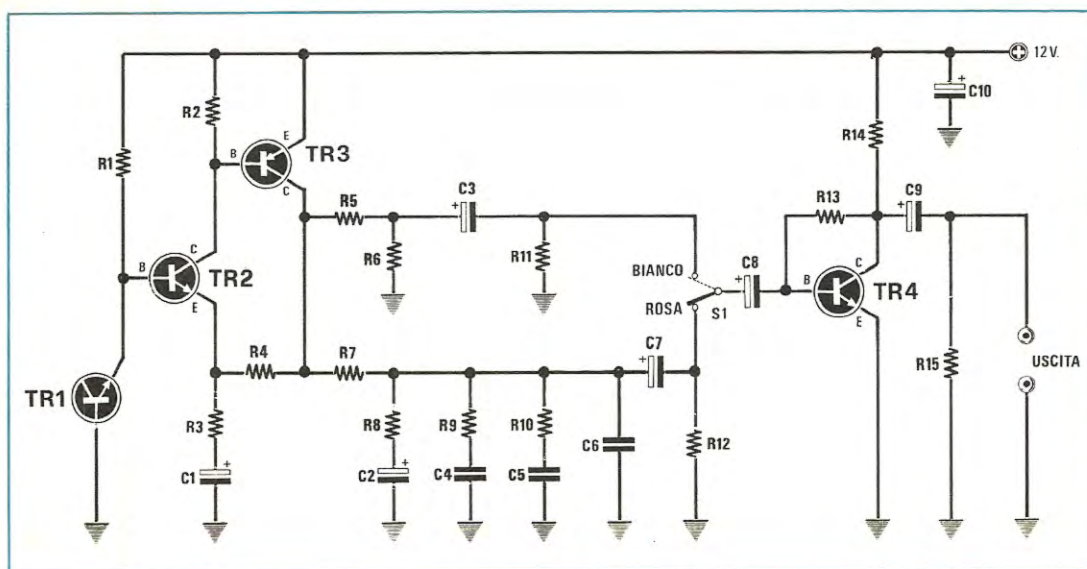 12 V.
C10
R2
R1
E
TR3
B
C
R14
R13
C9
C3
R5
R6
R11
BIANCO
C8
ROSA
S1
C
B
TR4
E
C
B
TR2
E
R4
R7
C7
R15
USCITA
TR1
R3
R8
R9
R10
C6
R12
C1
C2
C4
C5